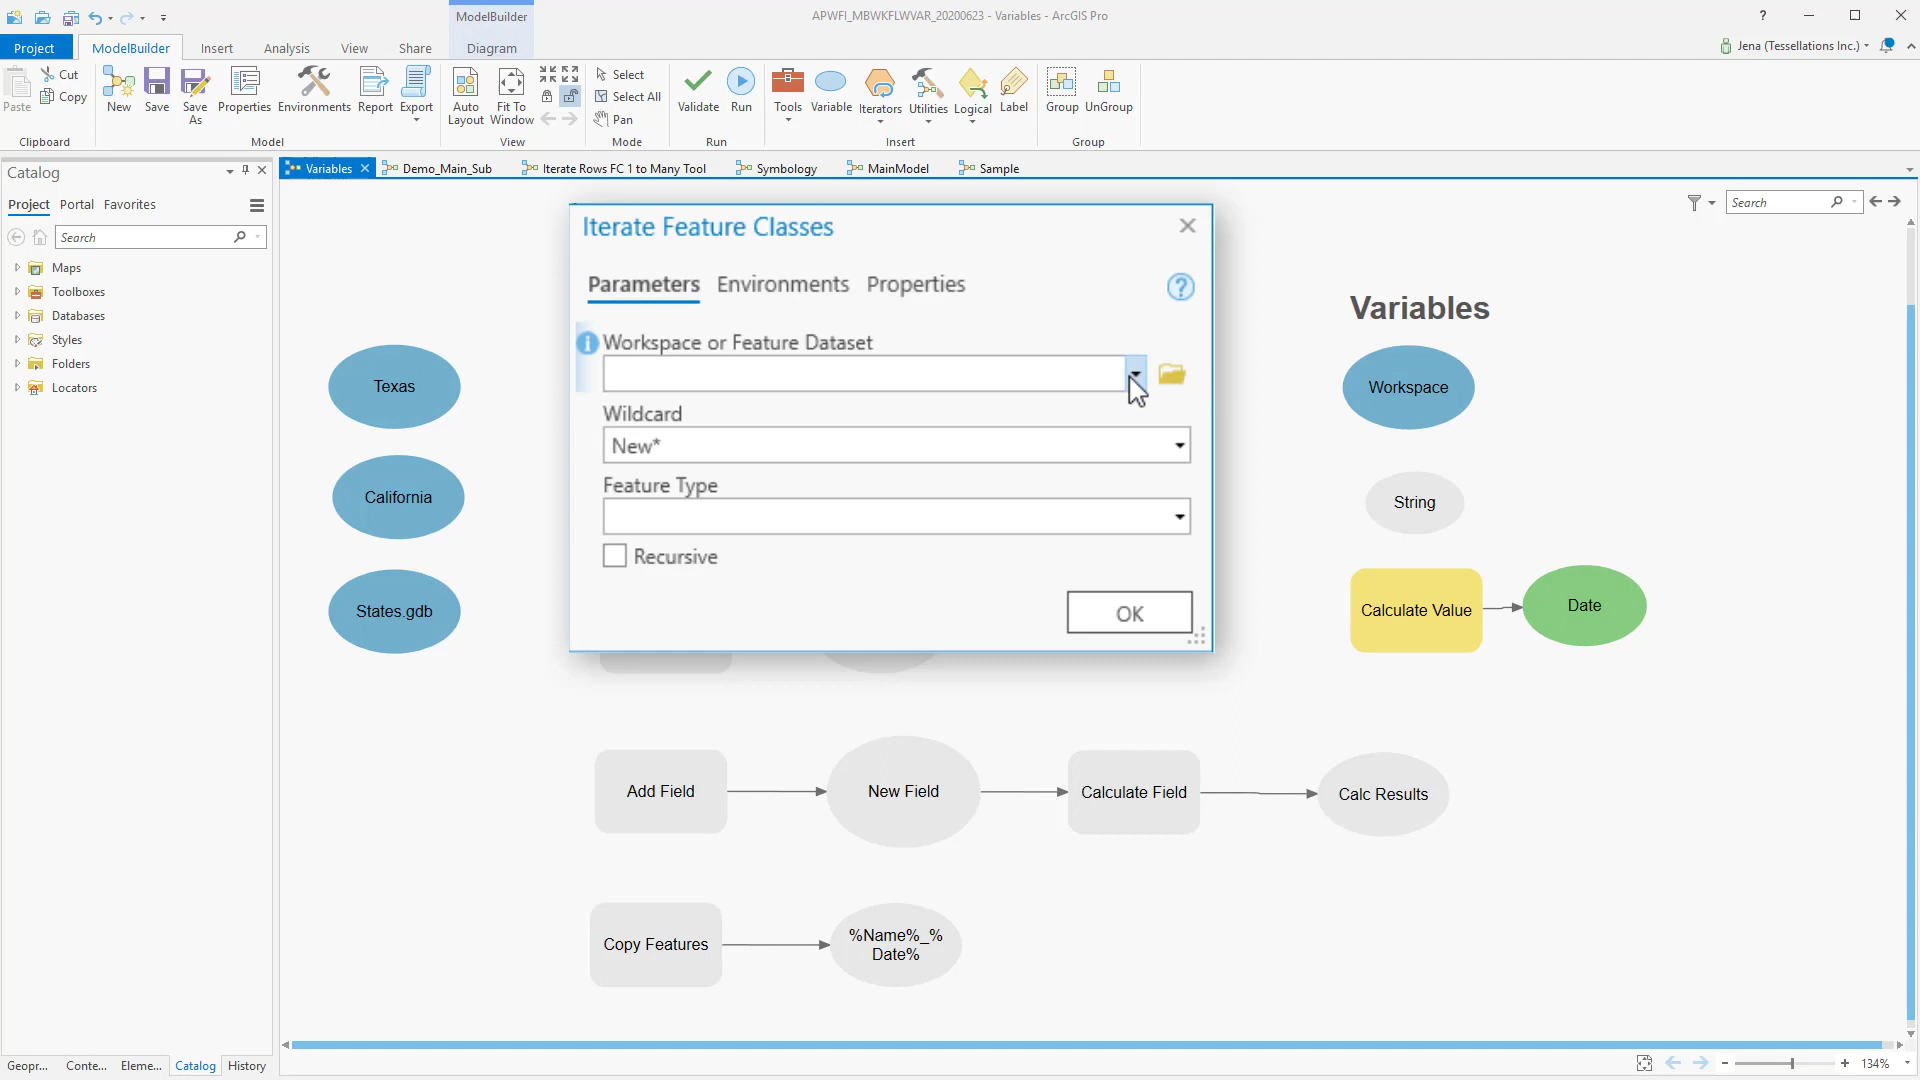 ModelBuilder
APWFI_MBWKFLWVAR_20200623 - Variables - ArcGIS Pro
?
Project
ModelBuilder
Insert
Analysis
View
Share
Diagram
Jena (Tessellations Inc.)
Paste
Cut
Copy
Clipboard
New
Save
Save As
Properties
Environments
Report
Export
Model
Auto Layout
Fit To Window
View
Select
Select All
Pan
Mode
Validate
Run
Run
Tools
Variable
Iterators
Utilities
Logical
Label
Insert
Group
UnGroup
Group
Catalog
Project
Portal
Favorites
Search
Maps
Toolboxes
Databases
Styles
Folders
Locators
Variables
Demo_Main_Sub
Iterate Rows FC 1 to Many Tool
Symbology
MainModel
Sample
Search
Texas
California
States.gdb
Iterate Feature Classes
Parameters
Environments
Properties
?
Workspace or Feature Dataset
Wildcard
New*
Feature Type
Recursive
OK
Variables
Workspace
String
Calculate Value
Date
Add Field
New Field
Calculate Field
Calc Results
Copy Features
%Name%_%
Date%
Geopr...
Conte...
Eleme...
Catalog
History
134%